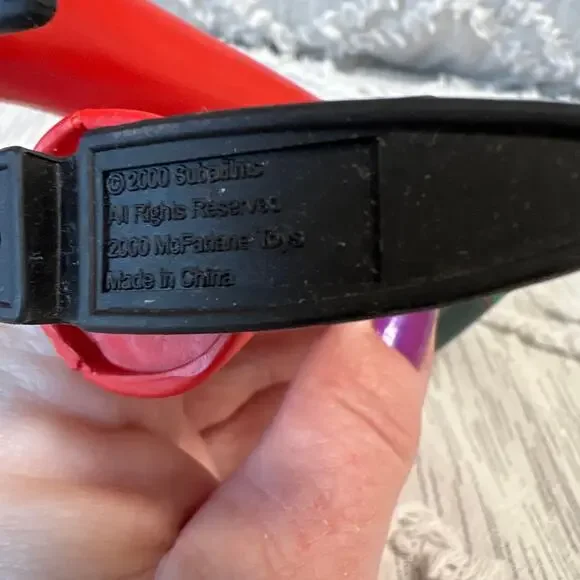 © 2000 Subafilms
All Rights Reserved
2000 McFarlane Toys
Made in China